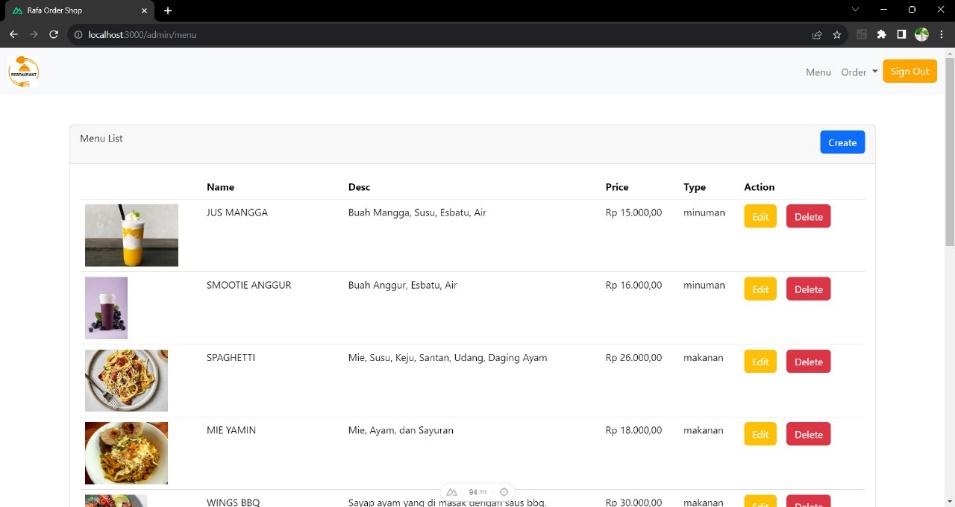 Rafa Order Shop
localhost:3000/admin/menu
RESTAURANT
Menu Order Sign Out
Menu List Create
Name Desc Price Type Action
JUS MANGGA Buah Mangga, Susu, Esbatu, Air Rp 15.000,00 minuman Edit Delete
SMOOTIE ANGGUR Buah Anggur, Esbatu, Air Rp 16.000,00 minuman Edit Delete
SPAGHETTI Mie, Susu, Keju, Santan, Udang, Daging Ayam Rp 26.000,00 makanan Edit Delete
MIE YAMIN Mie, Ayam, dan Sayuran Rp 18.000,00 makanan Edit Delete
94 ms
WINGS BBQ Sayap ayam yang di masak dengan saus bbq. Rp 30.000,00 makanan Edit Delete